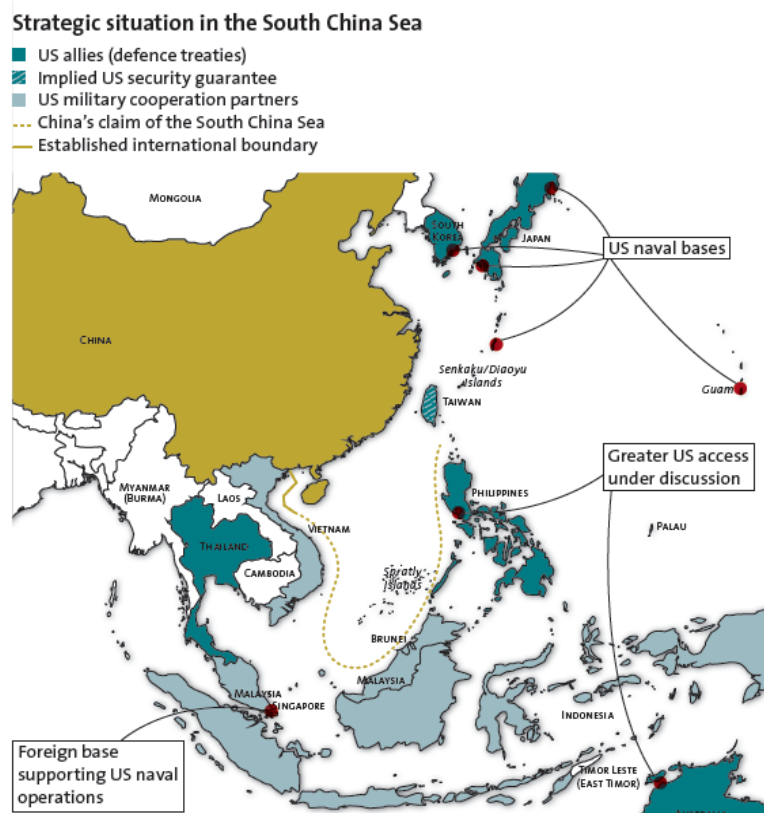 Strategic situation in the South China Sea
US allies (defence treaties)
Implied US security guarantee
US military cooperation partners
China's claim of the South China Sea
Established international boundary
MONGOLIA
SOUTH
KOREA
JAPAN
US naval bases
CHINA
Senkaku/Diaoyu
Islands
Guam
TAIWAN
Greater US access
under discussion
MYANMAR
(BURMA)
LAOS
PHILIPPINES
VIETNAM
PALAU
THAILAND
CAMBODIA
Spratly
Islands
BRUNEI
MALAYSIA
MALAYSIA
SINGAPORE
INDONESIA
Foreign base
supporting US naval
operations
TIMOR LESTE
(EAST TIMOR)